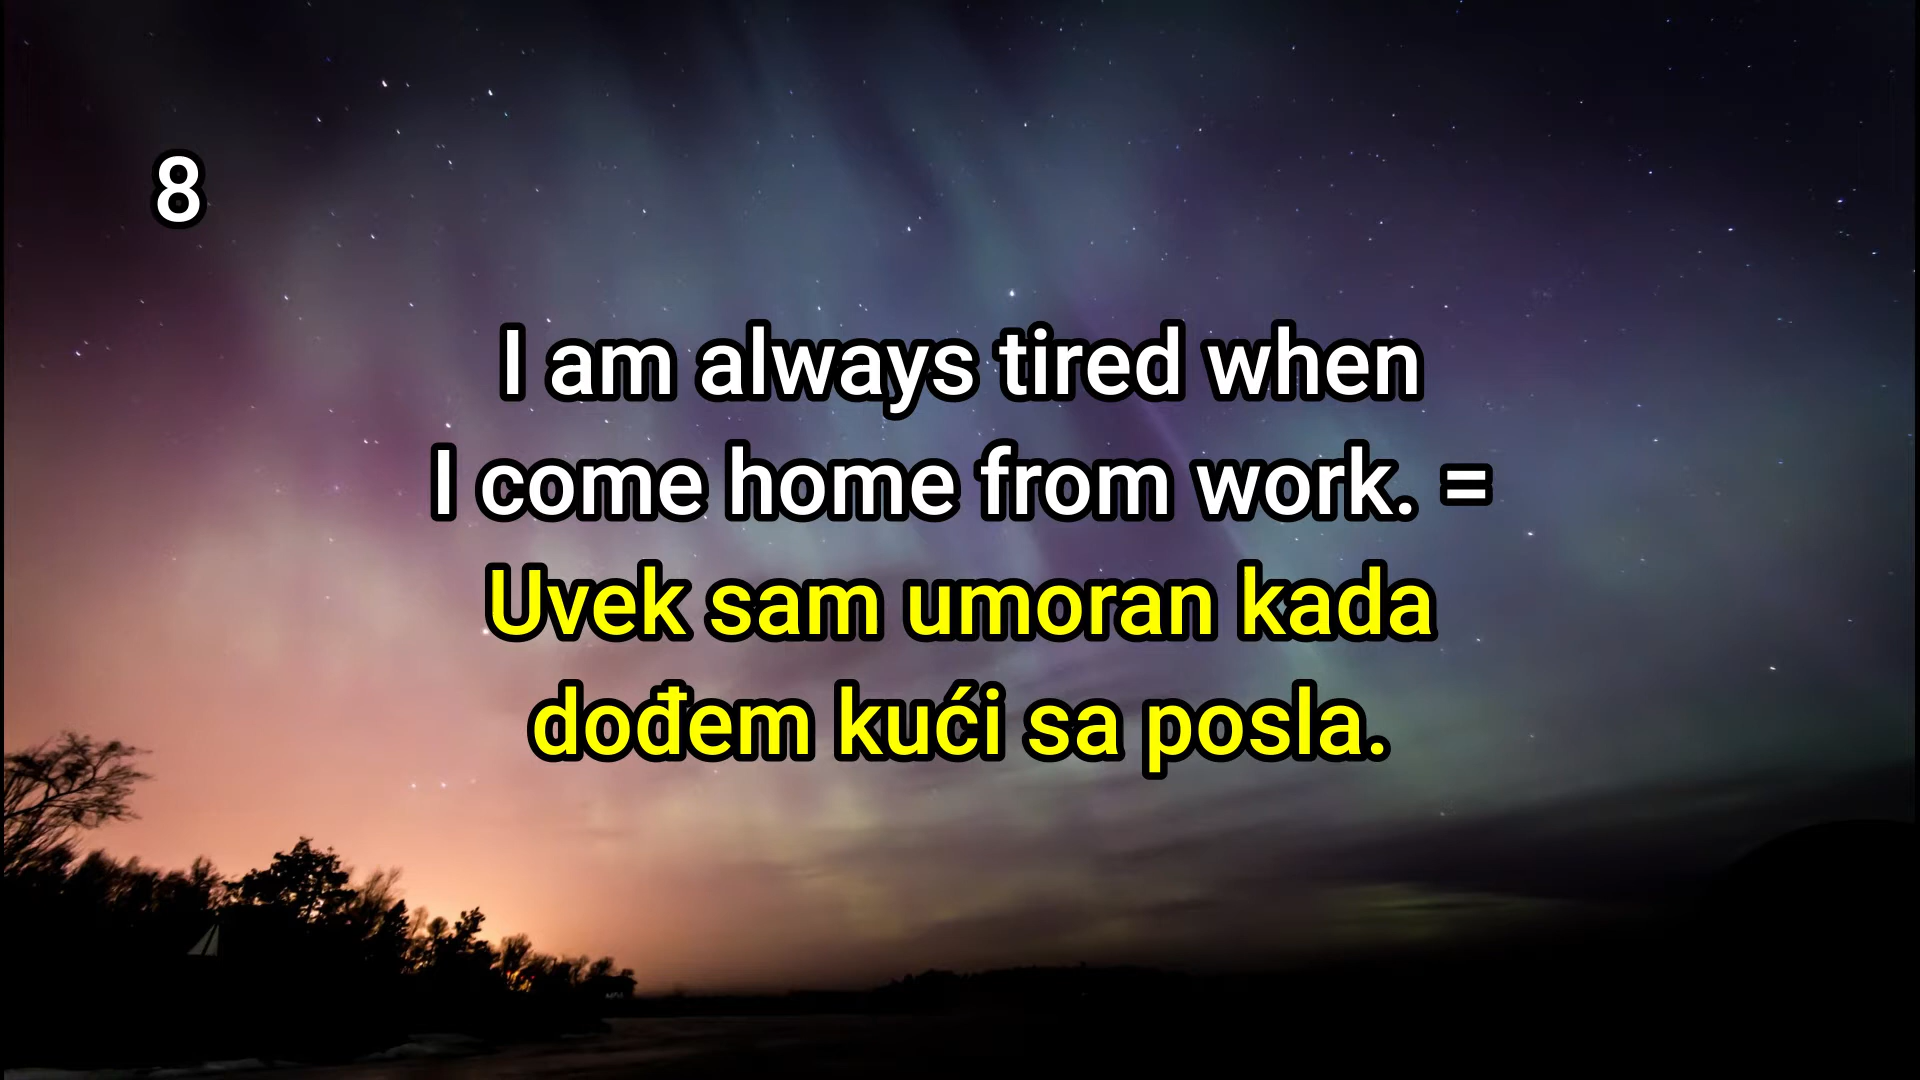 8
I am always tired when
I come home from work. =
Uvek sam umoran kada
dođem kući sa posla.